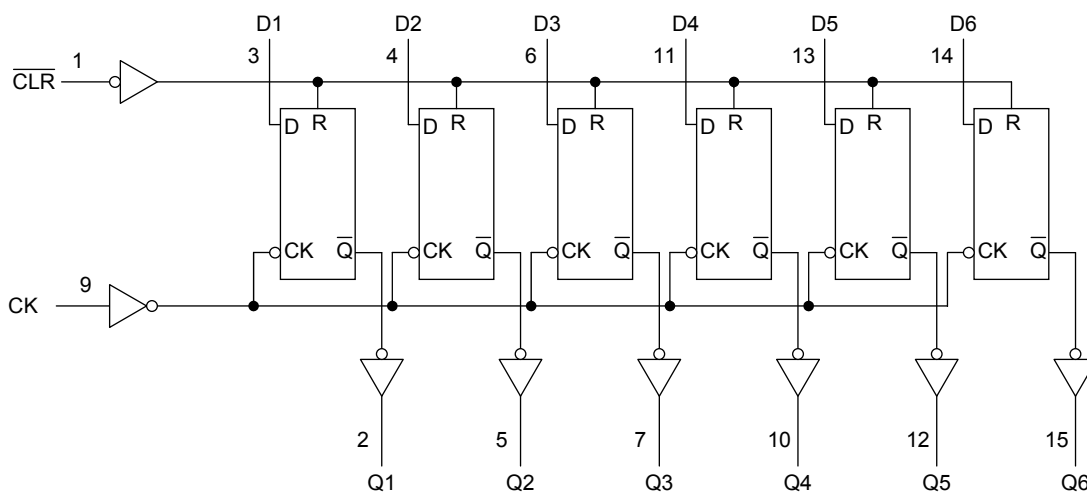 D1 D2 D3 D4 D5 D6
1 3 4 6 11 13 14
C̅L̅R̅
D R D R D R D R D R D R
CK Q̅ CK Q̅ CK Q̅ CK Q̅ CK Q̅ CK Q̅
9
CK
2 5 7 10 12 15
Q1 Q2 Q3 Q4 Q5 Q6